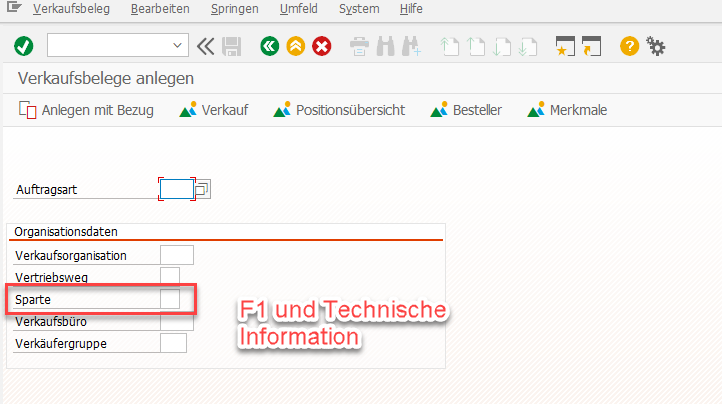 Verkaufsbeleg Bearbeiten Springen Umfeld System Hilfe
Verkaufsbelege anlegen
Anlegen mit Bezug Verkauf Positionsübersicht Besteller Merkmale
Auftragsart
Organisationsdaten
Verkaufsorganisation
Vertriebsweg
Sparte
Verkaufsbüro
Verkäufergruppe
F1 und Technische
Information